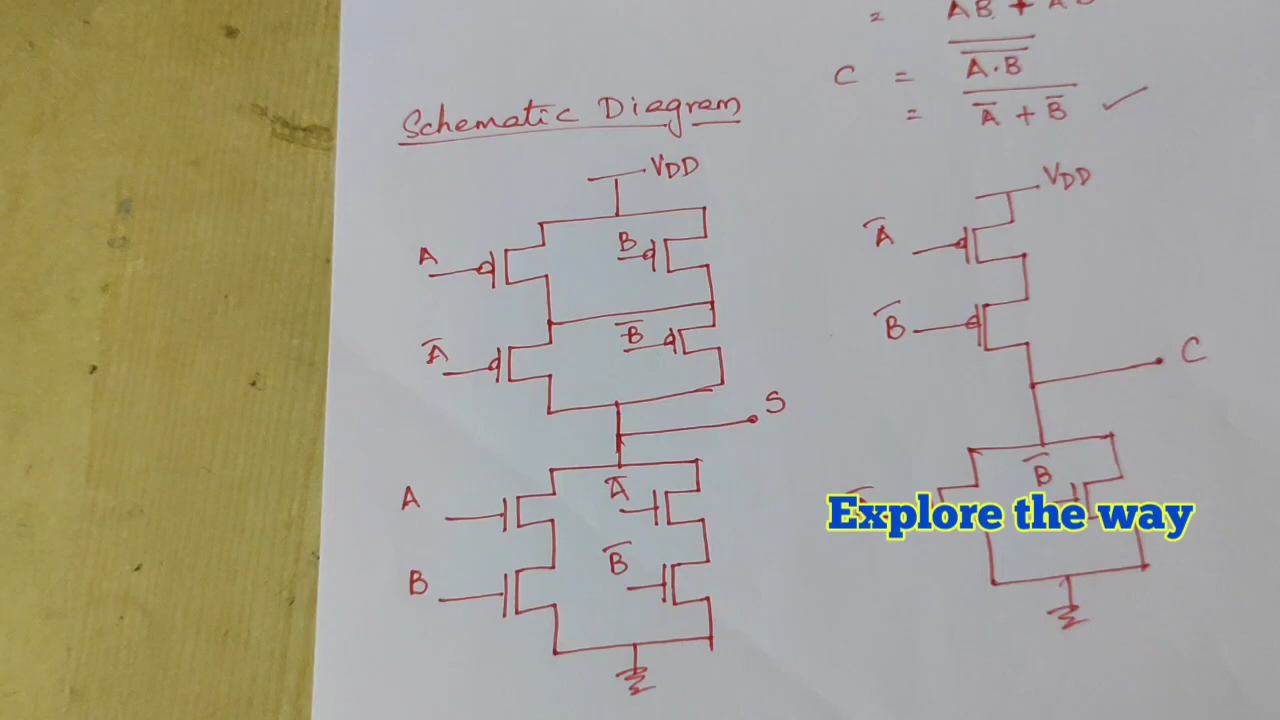 =
C = A̅·B̅
= A̅ + B̅ ✓
Schematic Diagram
VDD
A
B
A̅
B̅
S
A
A̅
B
B̅
VDD
A̅
B̅
C
B̅
Explore the way